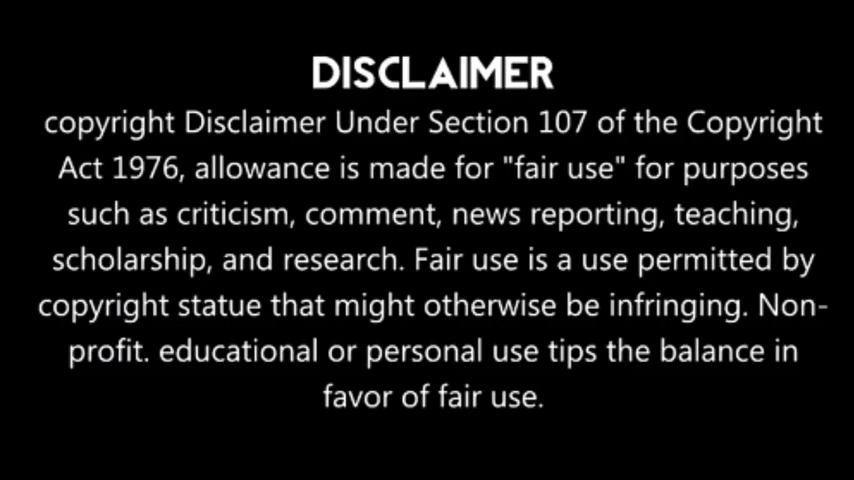 DISCLAIMER
copyright Disclaimer Under Section 107 of the Copyright
Act 1976, allowance is made for "fair use" for purposes
such as criticism, comment, news reporting, teaching,
scholarship, and research. Fair use is a use permitted by
copyright statue that might otherwise be infringing. Non-
profit. educational or personal use tips the balance in
favor of fair use.